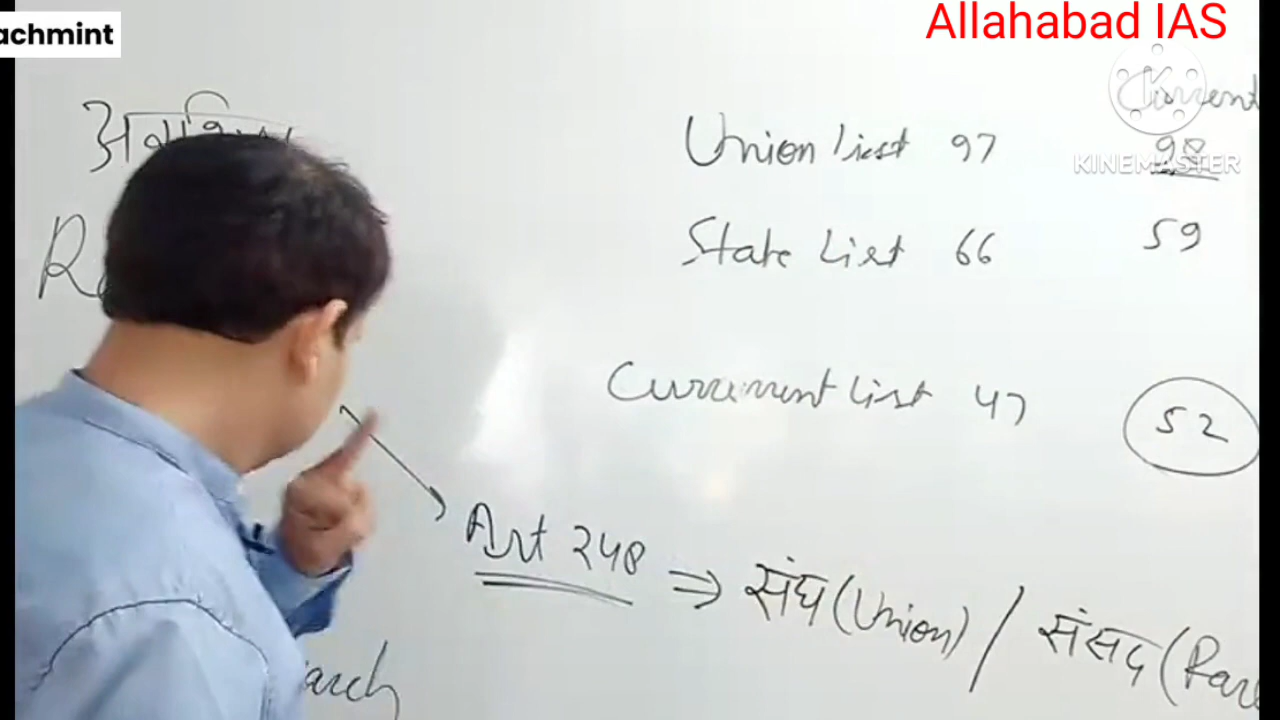 achmint
Allahabad IAS
KINEMASTER
Union List 97 98
State List 66 59
Current List 47 52
Art 248 ⇒ संघ (Union) / संसद (Par
arch